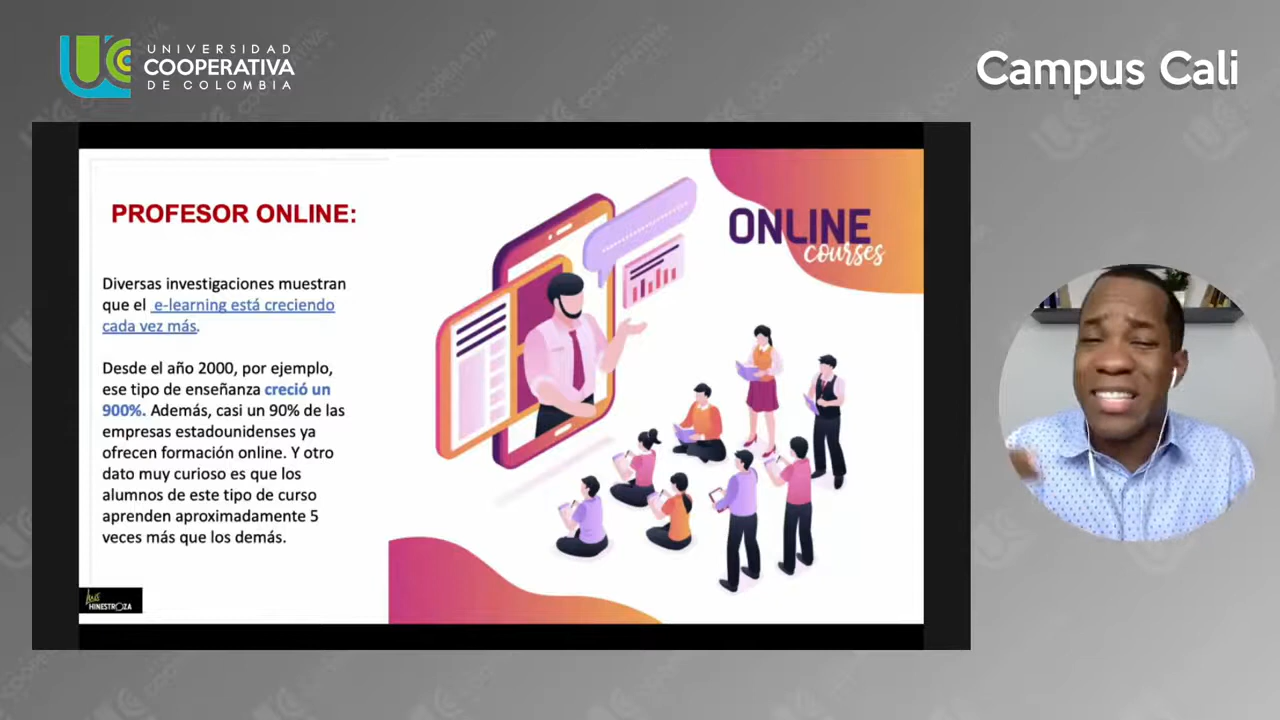 UNIVERSIDAD
COOPERATIVA
DE COLOMBIA
Campus Cali
PROFESOR ONLINE:
Diversas investigaciones muestran
que el e-learning está creciendo
cada vez más.
Desde el año 2000, por ejemplo,
ese tipo de enseñanza creció un
900%. Además, casi un 90% de las
empresas estadounidenses ya
ofrecen formación online. Y otro
dato muy curioso es que los
alumnos de este tipo de curso
aprenden aproximadamente 5
veces más que los demás.
ONLINE
courses
HINESTROZA